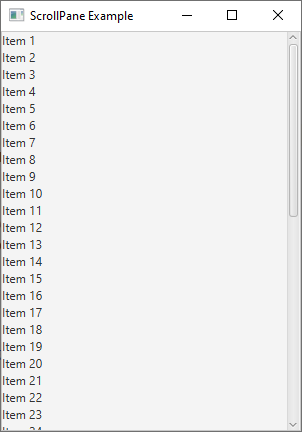 ScrollPane Example
Item 1
Item 2
Item 3
Item 4
Item 5
Item 6
Item 7
Item 8
Item 9
Item 10
Item 11
Item 12
Item 13
Item 14
Item 15
Item 16
Item 17
Item 18
Item 19
Item 20
Item 21
Item 22
Item 23
Item 24